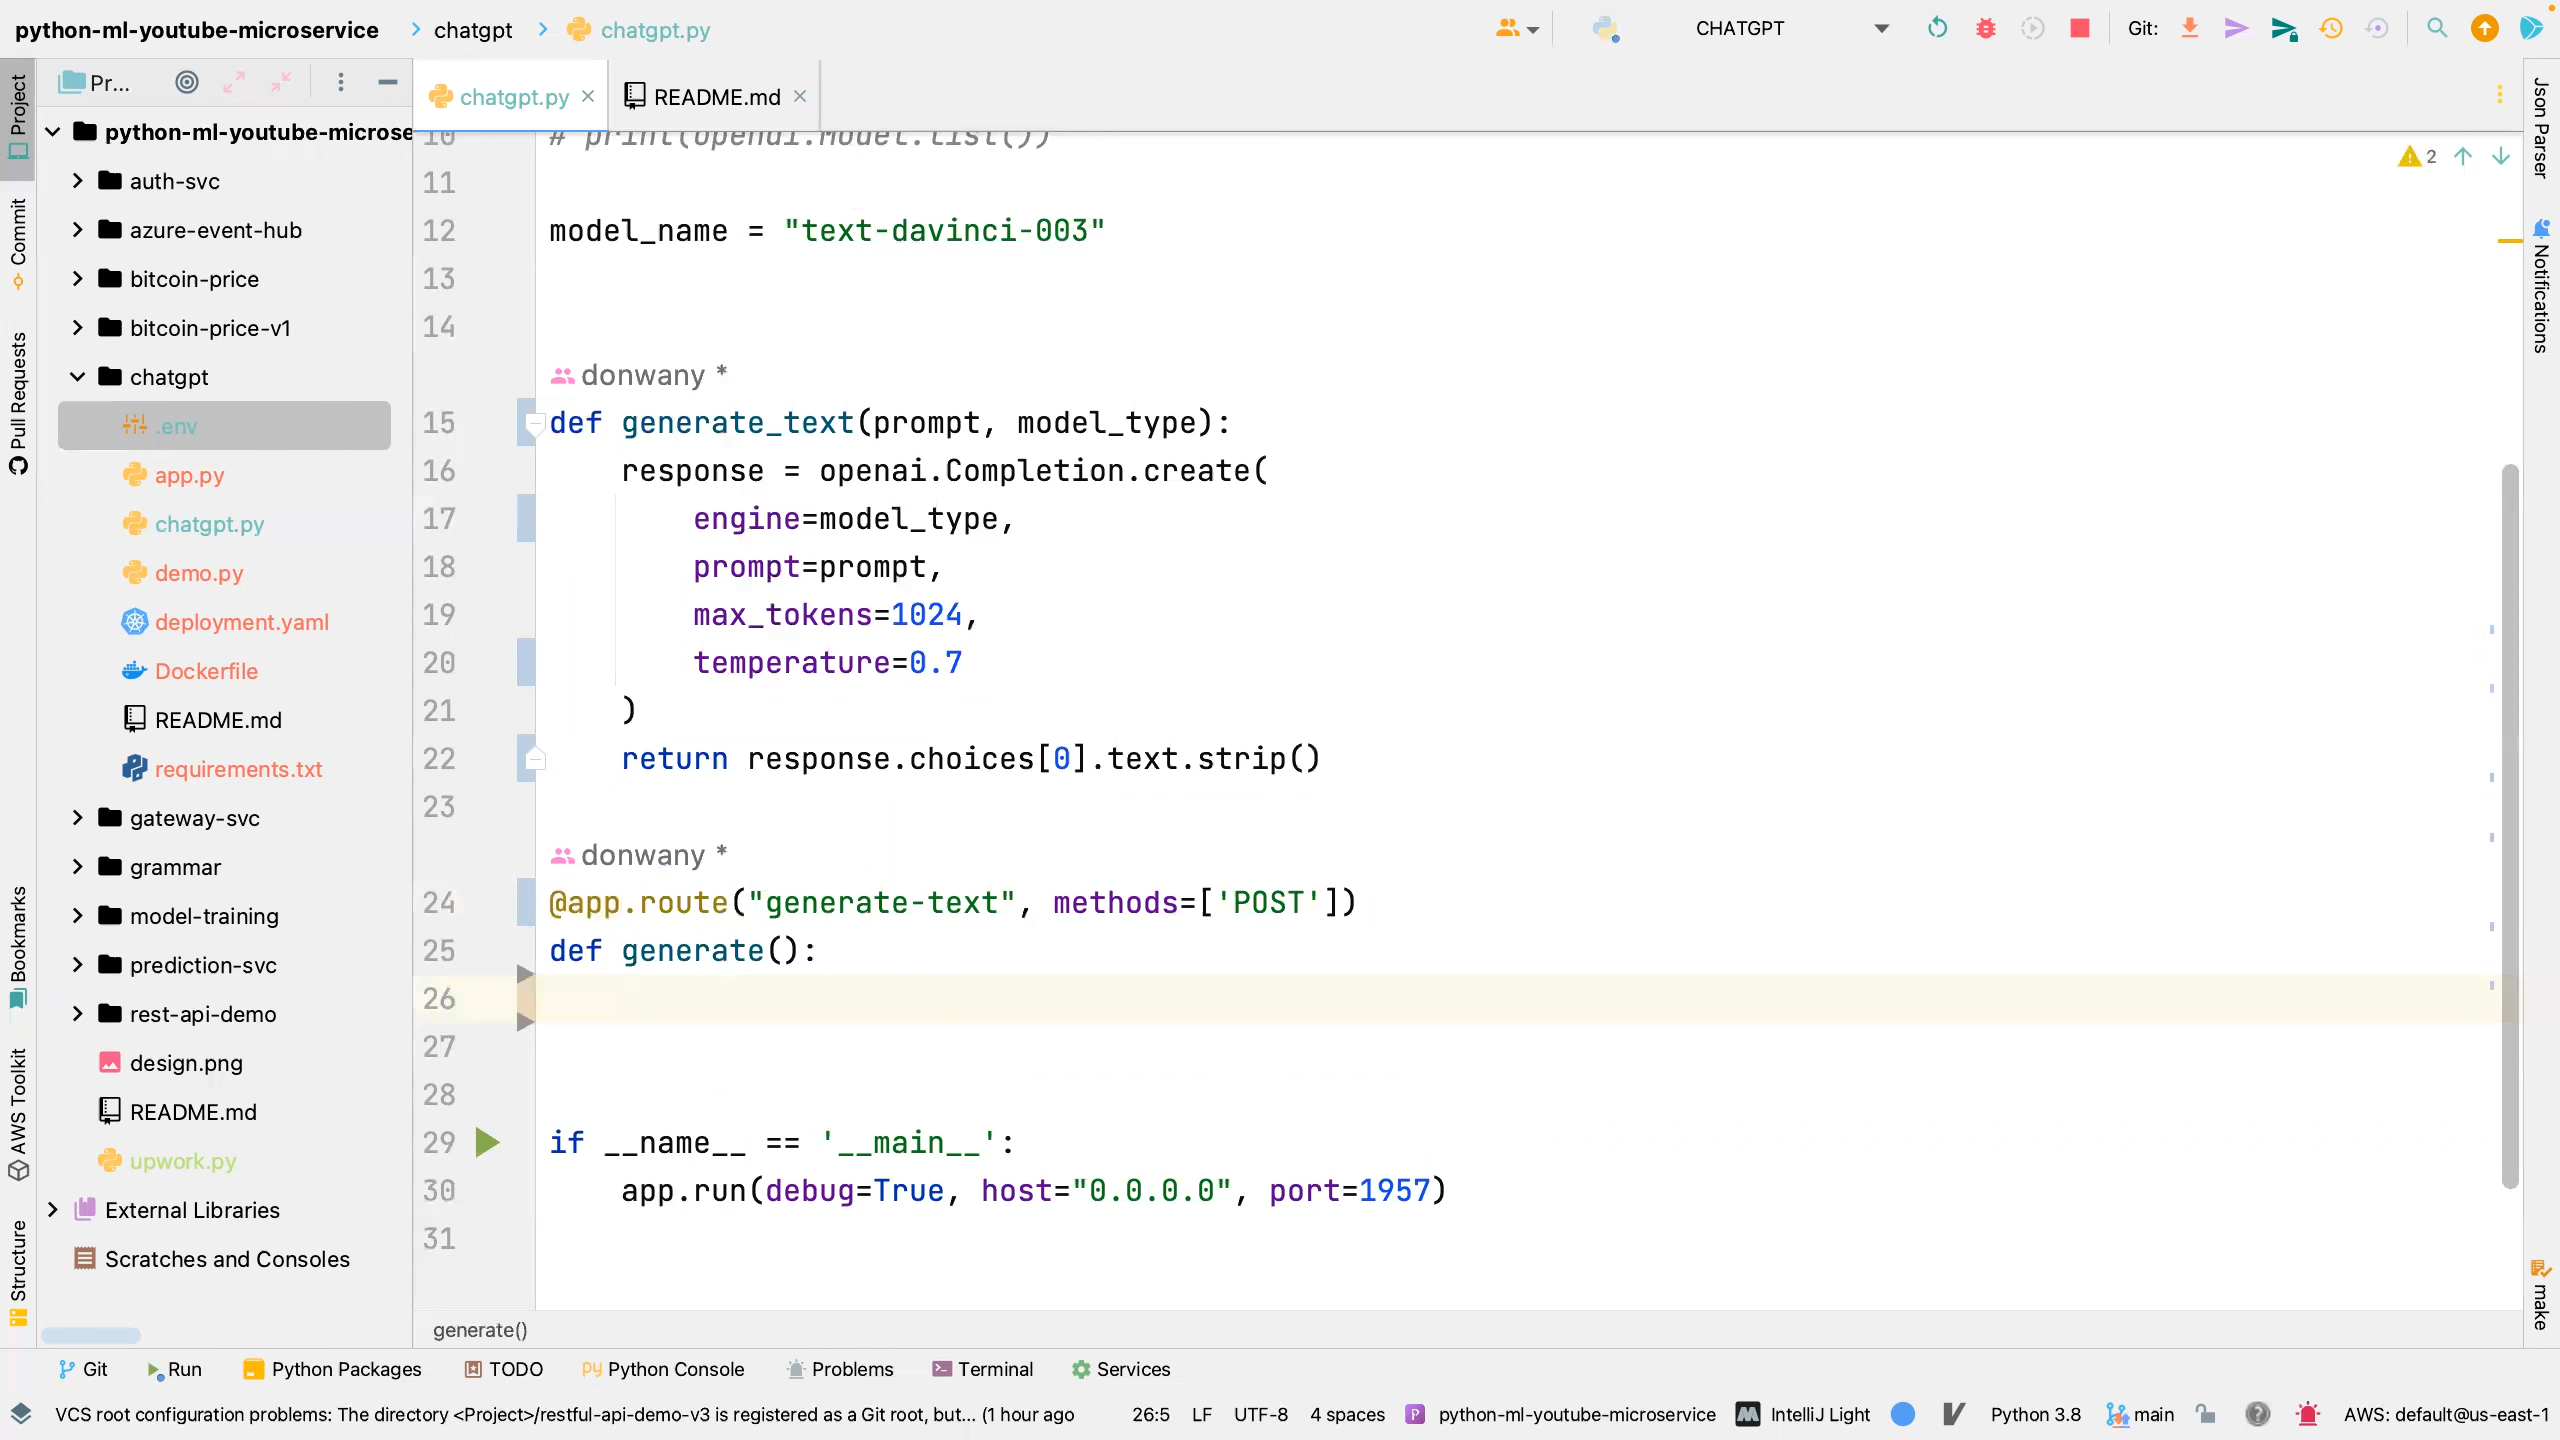 python-ml-youtube-microservice
chatgpt
chatgpt.py
CHATGPT
Git:
Project
Commit
Pull Requests
Bookmarks
AWS Toolkit
Structure
Pr...
python-ml-youtube-microse
auth-svc
azure-event-hub
bitcoin-price
bitcoin-price-v1
chatgpt
.env
app.py
chatgpt.py
demo.py
deployment.yaml
Dockerfile
README.md
requirements.txt
gateway-svc
grammar
model-training
prediction-svc
rest-api-demo
design.png
README.md
upwork.py
External Libraries
Scratches and Consoles
chatgpt.py
README.md
2
10 # print(openai.Model.list())
11
12 model_name = "text-davinci-003"
13
14
donwany *
15 def generate_text(prompt, model_type):
16 response = openai.Completion.create(
17 engine=model_type,
18 prompt=prompt,
19 max_tokens=1024,
20 temperature=0.7
21 )
22 return response.choices[0].text.strip()
23
donwany *
24 @app.route("generate-text", methods=['POST'])
25 def generate():
26
27
28
29 if __name__ == '__main__':
30 app.run(debug=True, host="0.0.0.0", port=1957)
31
generate()
Json Parser
Notifications
make
Git
Run
Python Packages
TODO
Python Console
Problems
Terminal
Services
VCS root configuration problems: The directory <Project>/restful-api-demo-v3 is registered as a Git root, but... (1 hour ago
26:5
LF
UTF-8
4 spaces
python-ml-youtube-microservice
IntelliJ Light
Python 3.8
main
AWS: default@us-east-1